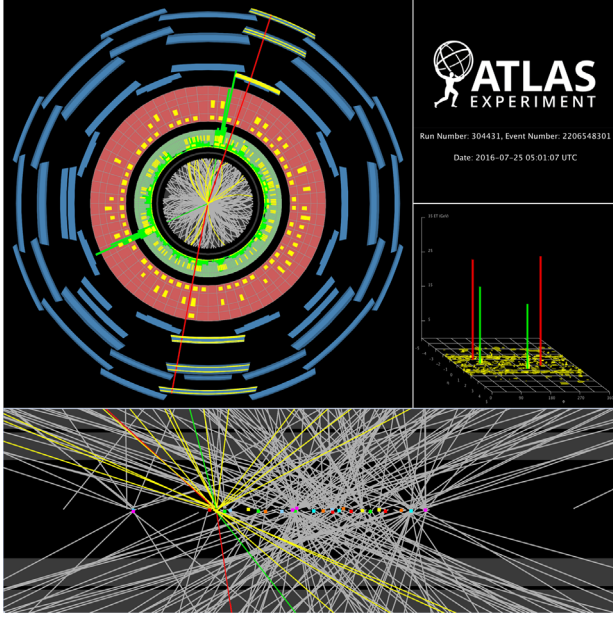 ATLAS
EXPERIMENT
Run Number: 304431, Event Number: 2206548301
Date: 2016-07-25 05:01:07 UTC